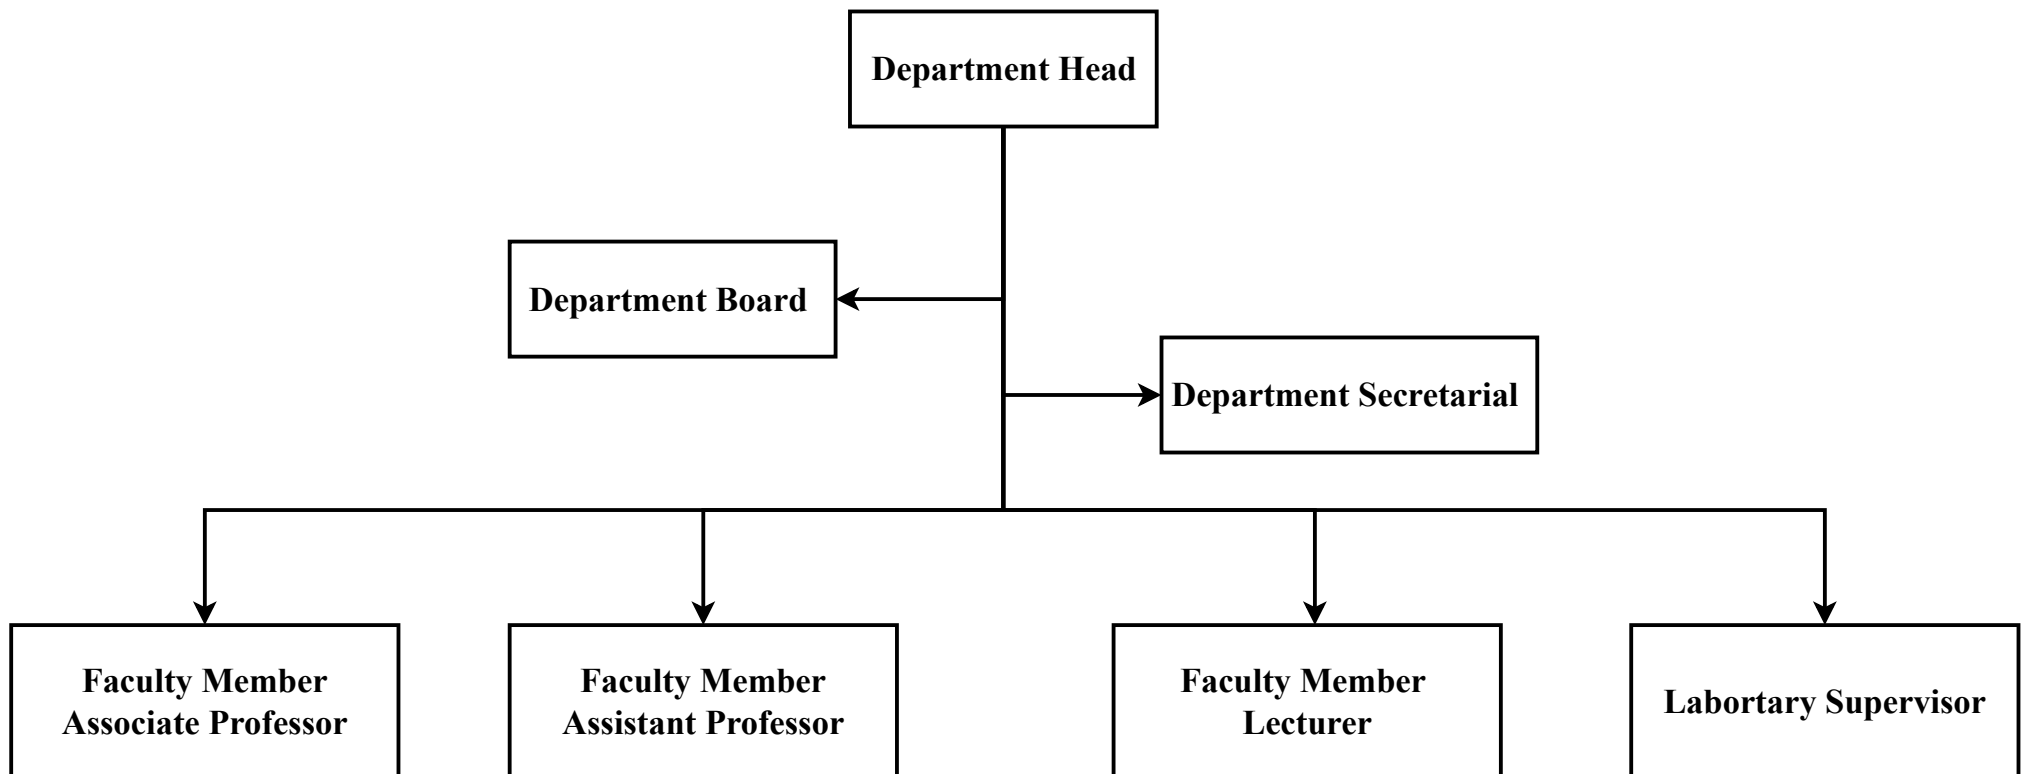 Department Head
Department Board
Department Secretarial
Faculty Member
Associate Professor
Faculty Member
Assistant Professor
Faculty Member
Lecturer
Labortary Supervisor